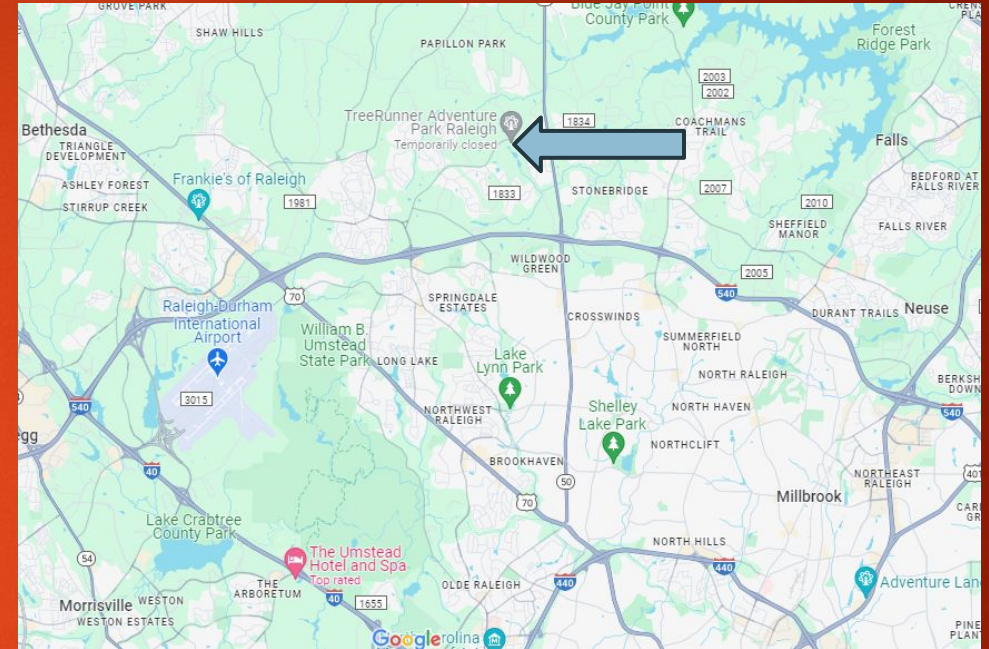 GROVE PARK
Blue Jay Point
County Park
SHAW HILLS
PAPILLON PARK
Forest
Ridge Park
2003
2002
TreeRunner Adventure
Park Raleigh
Temporarily closed
1834
COACHMANS
TRAIL
Bethesda
TRIANGLE
DEVELOPMENT
Falls
ASHLEY FOREST
Frankie's of Raleigh
STIRRUP CREEK
1981
1833
STONEBRIDGE
2007
2010
BEDFORD AT
FALLS RIVER
SHEFFIELD
MANOR
FALLS RIVER
WILDWOOD
GREEN
2005
70
540
Raleigh-Durham
International
Airport
SPRINGDALE
ESTATES
CROSSWINDS
DURANT TRAILS
Neuse
William B.
Umstead
State Park
LONG LAKE
SUMMERFIELD
NORTH
Lake
Lynn Park
NORTH RALEIGH
3015
540
NORTHWEST
RALEIGH
Shelley
Lake Park
NORTH HAVEN
540
NORTHCLIFT
40
BROOKHAVEN
50
70
NORTHEAST
RALEIGH
401
Millbrook
Lake Crabtree
County Park
NORTH HILLS
54
The Umstead
Hotel and Spa
Top rated
440
440
THE
ARBORETUM
OLDE RALEIGH
Adventure Lan
Morrisville
WESTON
WESTON ESTATES
40
1655
Google
rolina
PINE
PLAN